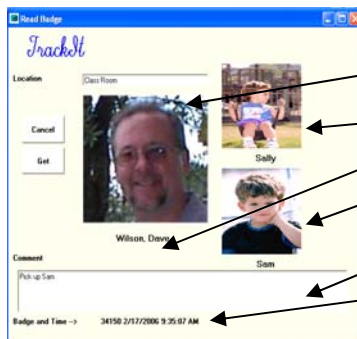 Read Badge
TrackIt
Location
Class Room
Cancel
Get
Sally
Wilson, Dave
Sam
Comment
Pick up Sam
Badge and Time --> 34150 2/17/2006 9:35:07 AM